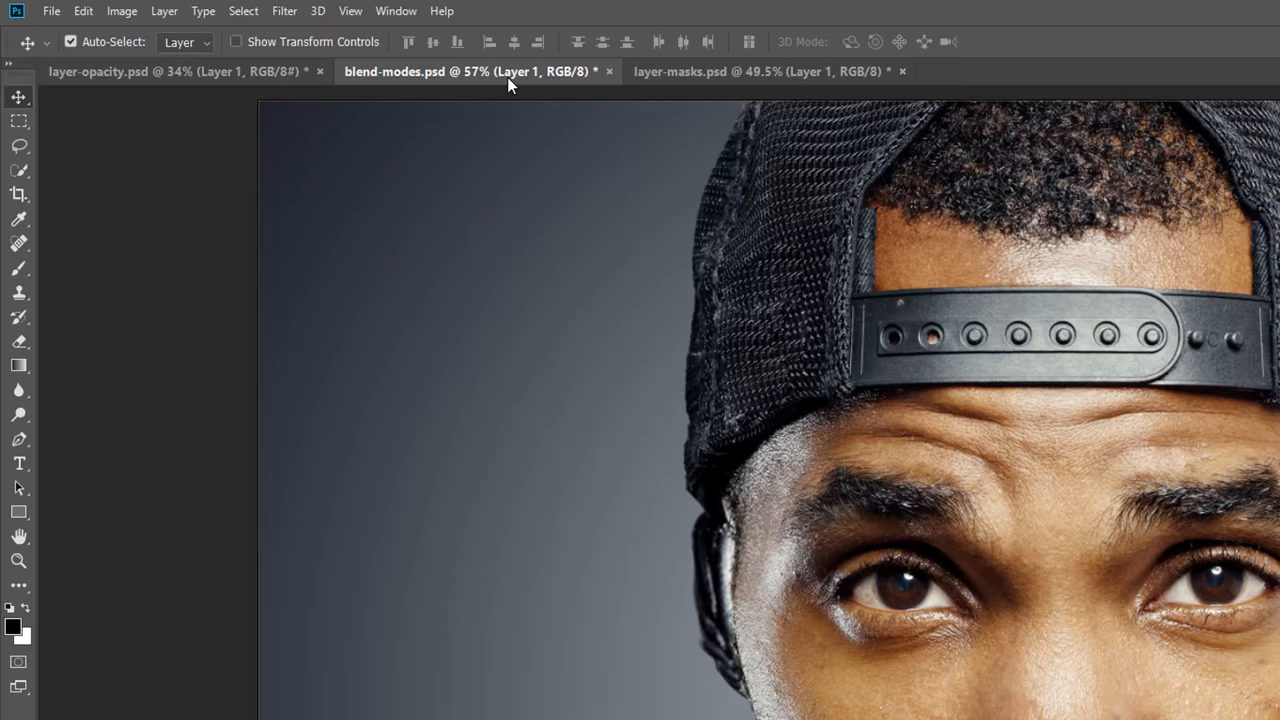 Ps File Edit Image Layer Type Select Filter 3D View Window Help
Auto-Select: Layer Show Transform Controls 3D Mode:
layer-opacity.psd @ 34% (Layer 1, RGB/8#) * × blend-modes.psd @ 57% (Layer 1, RGB/8) * × layer-masks.psd @ 49.5% (Layer 1, RGB/8) * ×
T